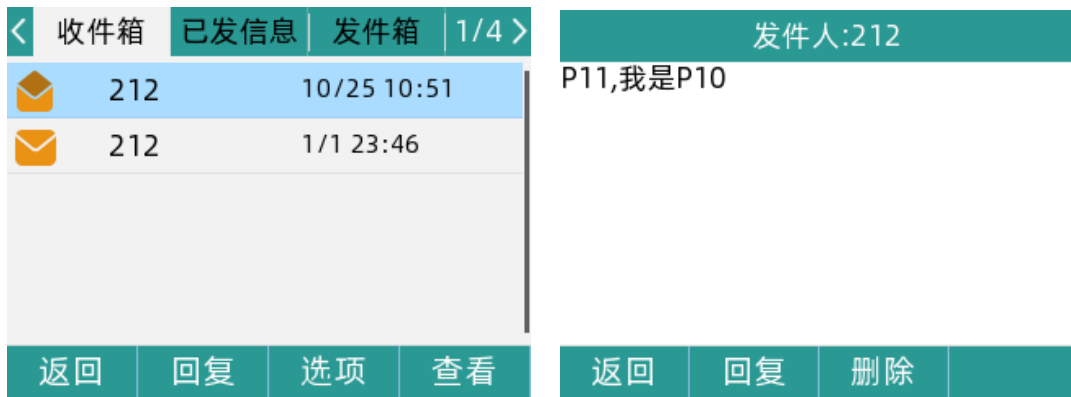 收件箱 已发信息 发件箱 1/4
212 10/25 10:51
212 1/1 23:46
返回 回复 选项 查看
发件人:212
P11,我是P10
返回 回复 删除